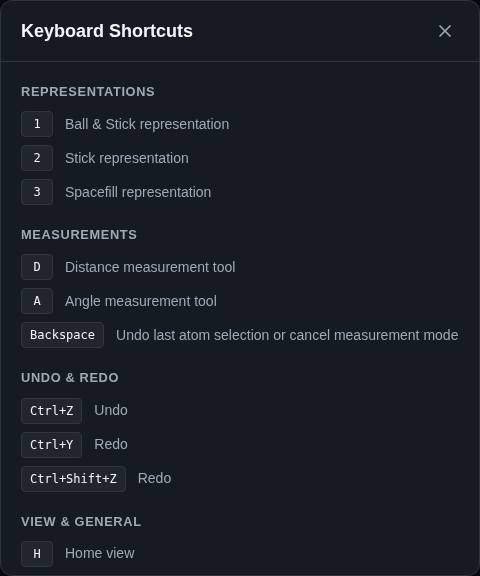 Keyboard Shortcuts
REPRESENTATIONS
1 Ball & Stick representation
2 Stick representation
3 Spacefill representation
MEASUREMENTS
D Distance measurement tool
A Angle measurement tool
Backspace Undo last atom selection or cancel measurement mode
UNDO & REDO
Ctrl+Z Undo
Ctrl+Y Redo
Ctrl+Shift+Z Redo
VIEW & GENERAL
H Home view